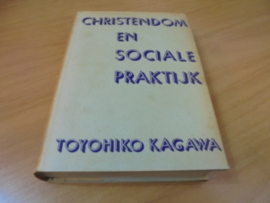 CHRISTENDOM
EN
SOCIALE
PRAKTIJK
TOYOHIKO KAGAWA